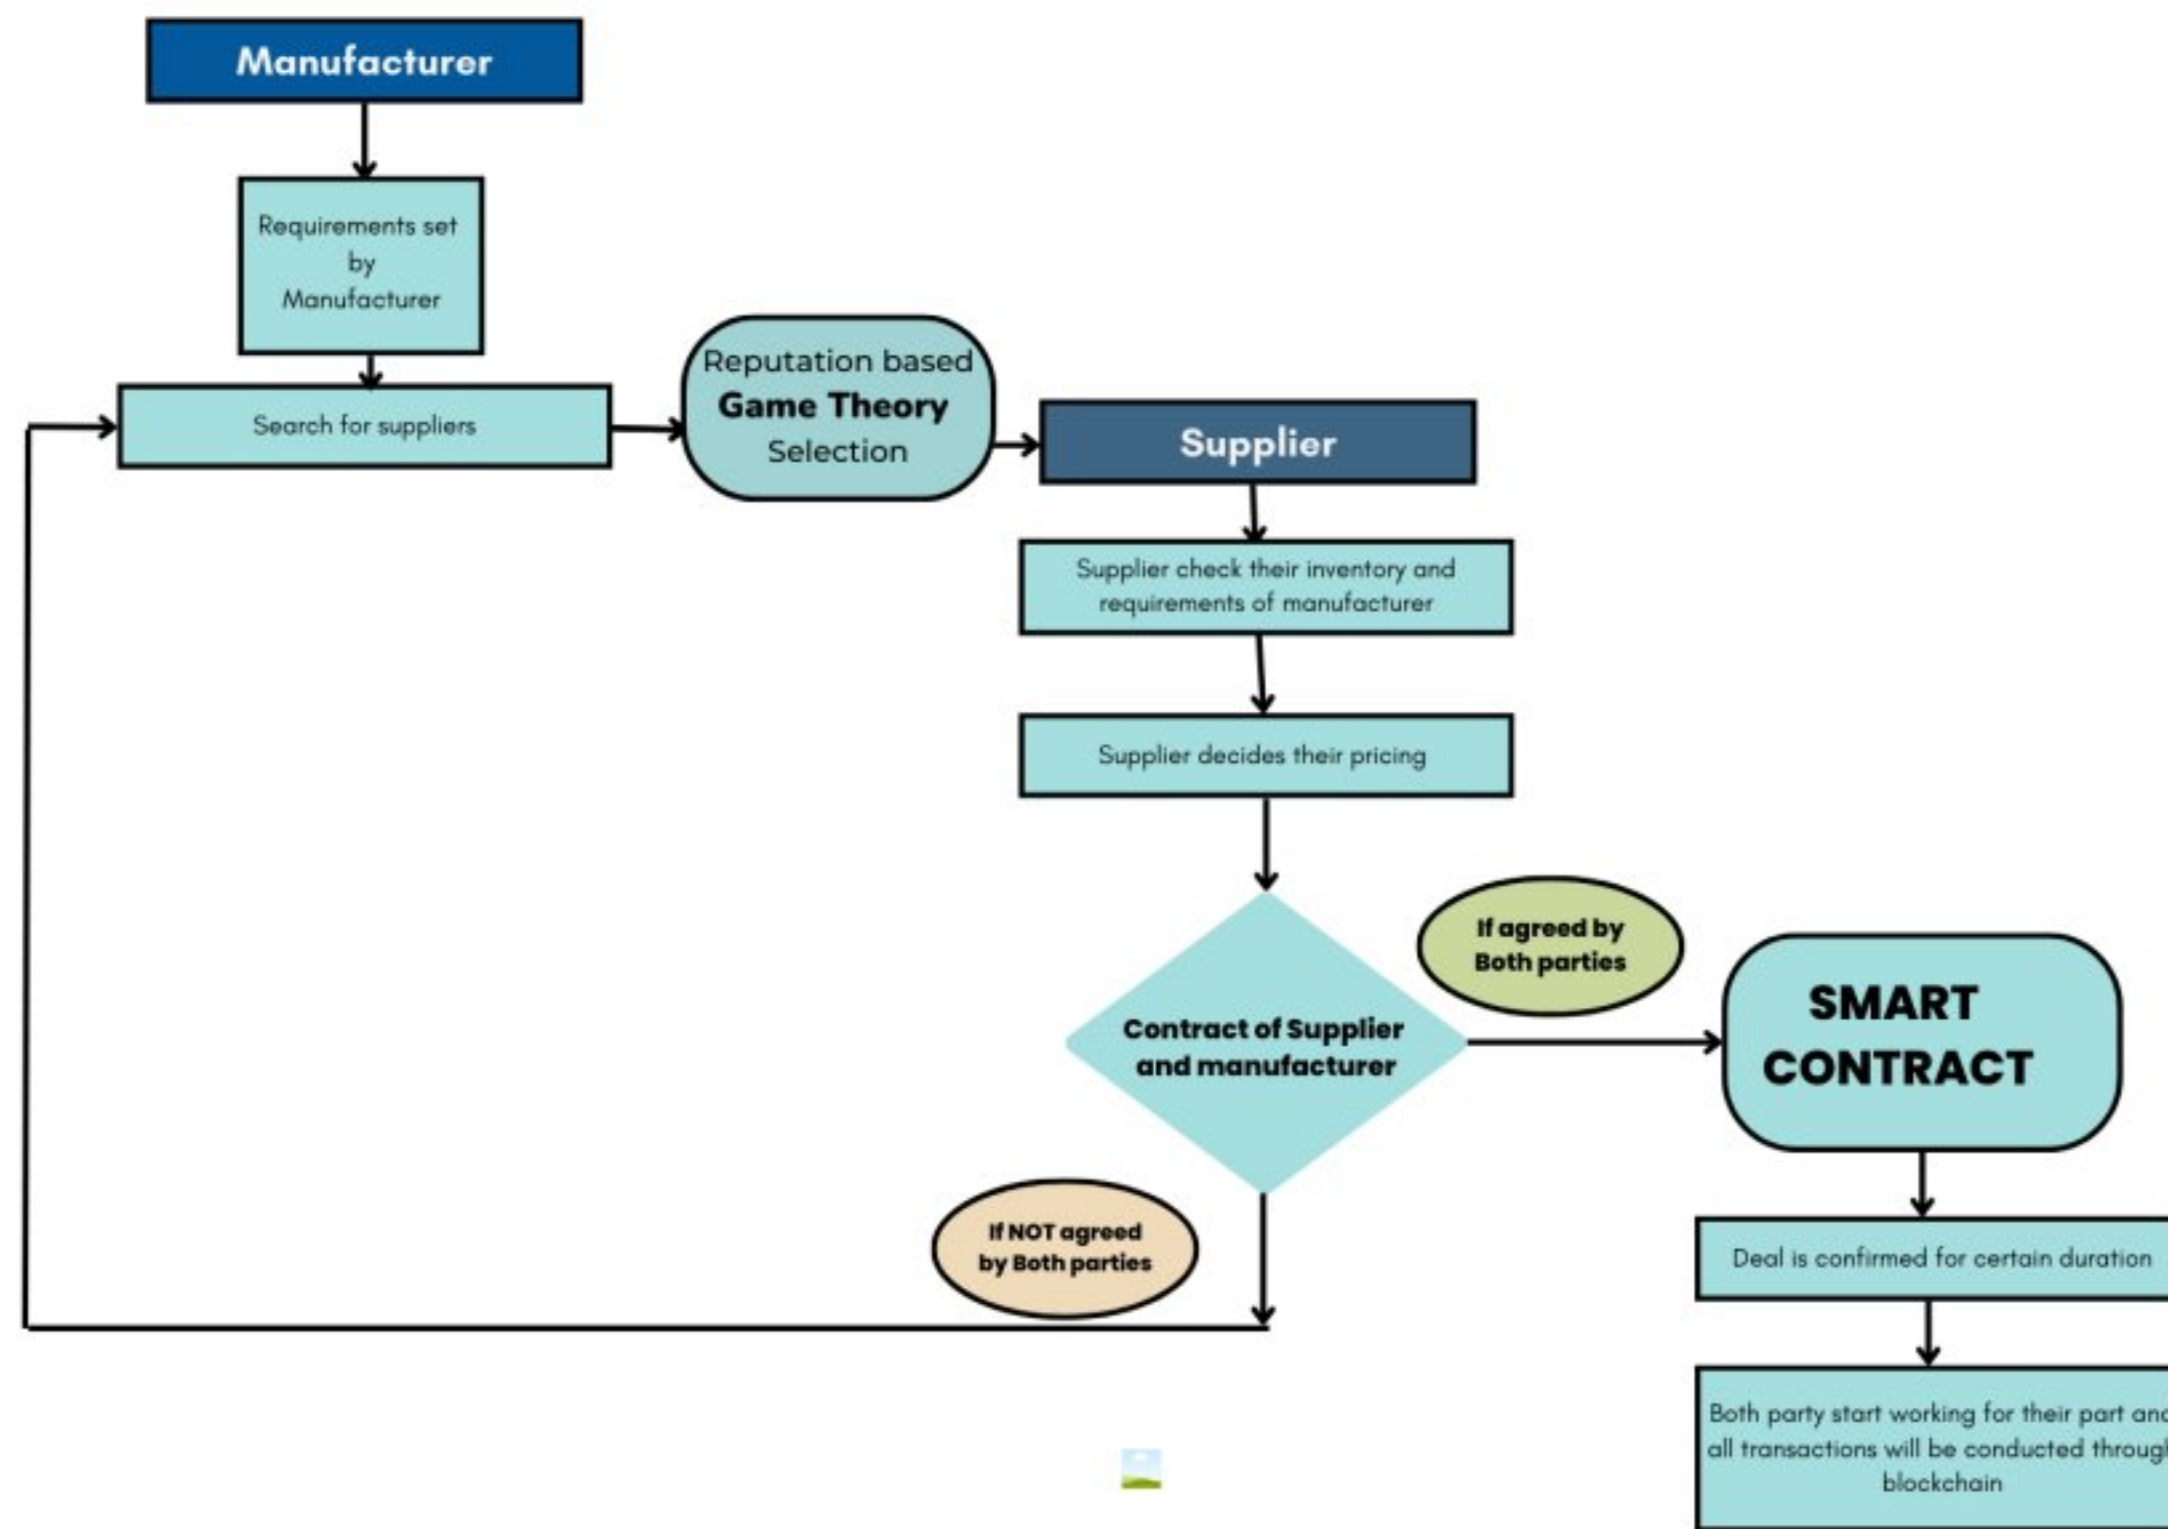 Manufacturer
Requirements set
by
Manufacturer
Search for suppliers
Reputation based
Game Theory
Selection
Supplier
Supplier check their inventory and
requirements of manufacturer
Supplier decides their pricing
If agreed by
Both parties
Contract of Supplier
and manufacturer
SMART
CONTRACT
If NOT agreed
by Both parties
Deal is confirmed for certain duration
Both party start working for their part and
all transactions will be conducted through
blockchain